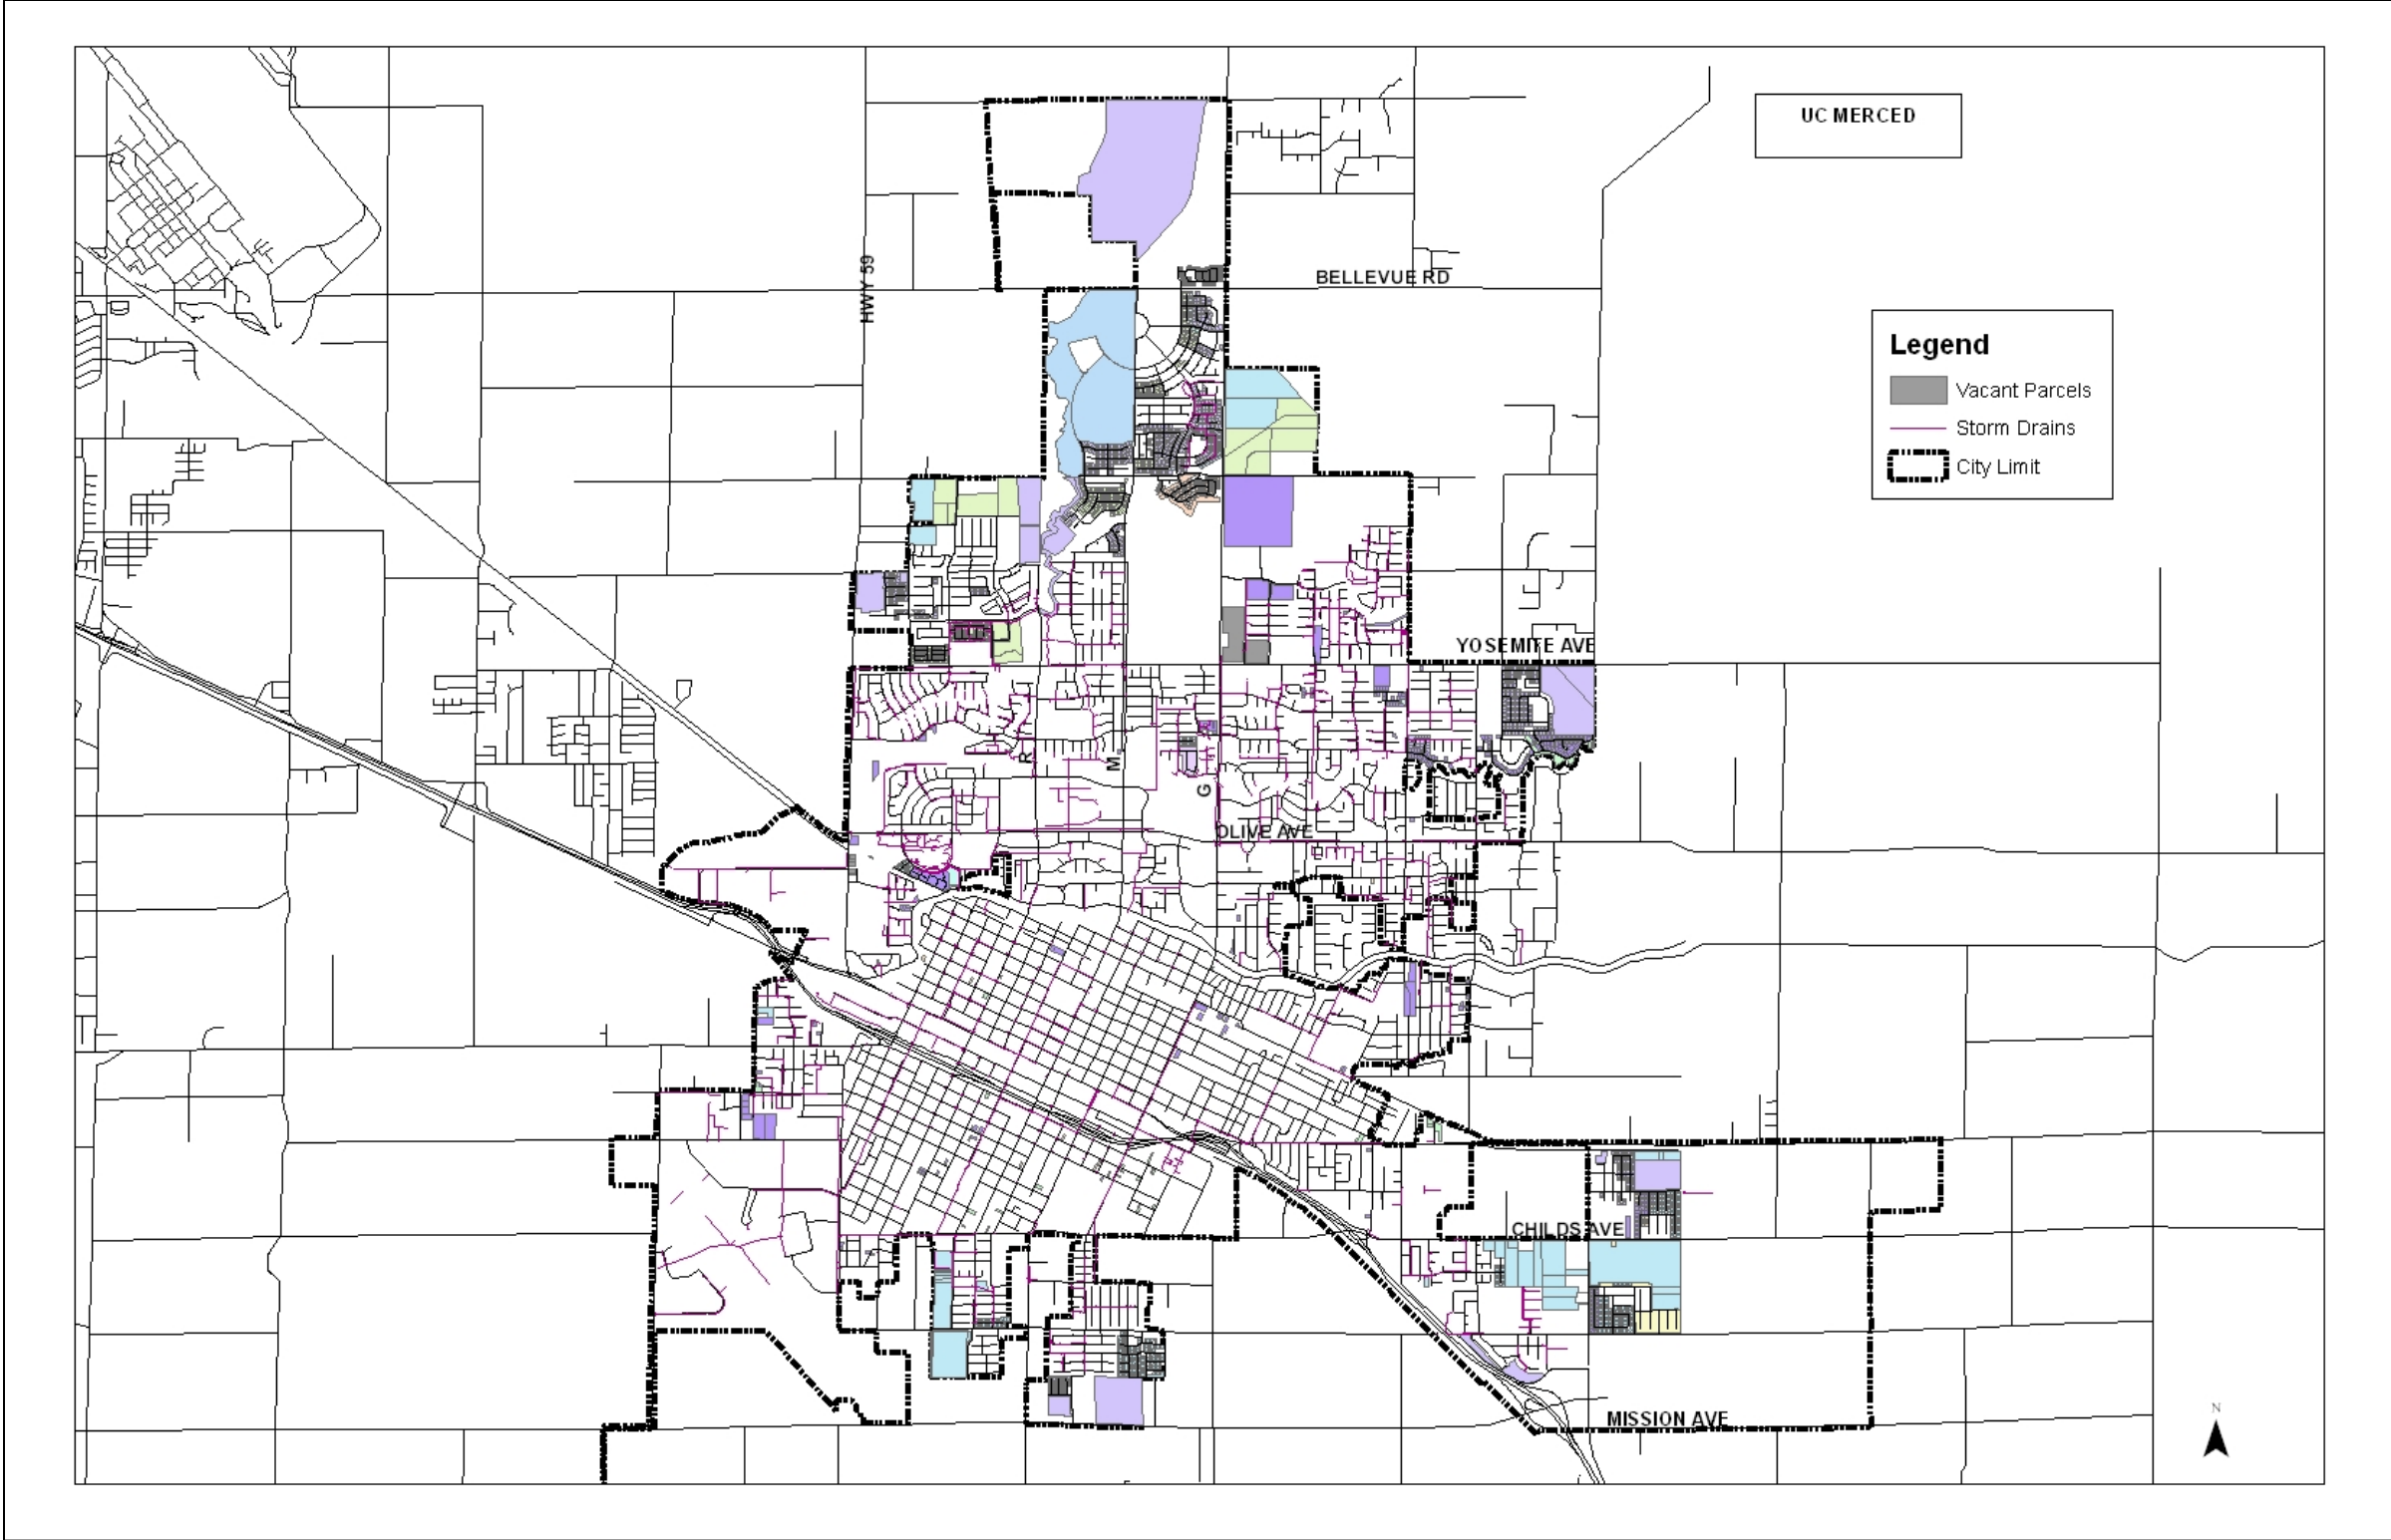 UC MERCED
HWY 59
BELLEVUE RD
Legend
Vacant Parcels
Storm Drains
City Limit
YOSEMITE AVE
R
M
G
OLIVE AVE
CHILDS AVE
MISSION AVE
N